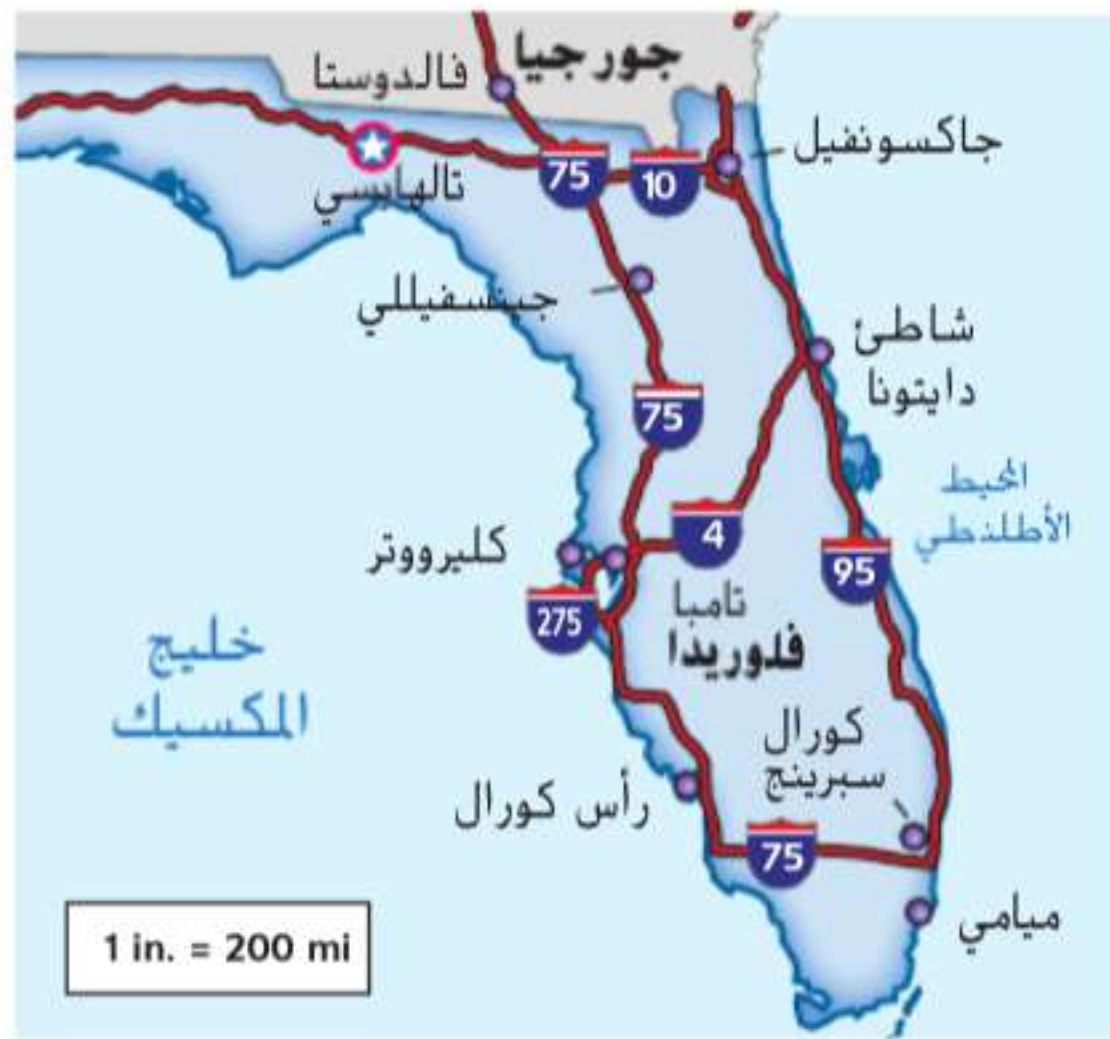 جورجيا
فالدوستا
جاكسونفيل
75
10
تالهايسي
جينسفيللي
شاطئ
دايتونا
75
المحيط
الأطلنطي
4
كليرووتر
95
275
تامبا
فلوريدا
خليج
المكسيك
كورال
سبرينج
رأس كورال
75
ميامي
1 in. = 200 mi